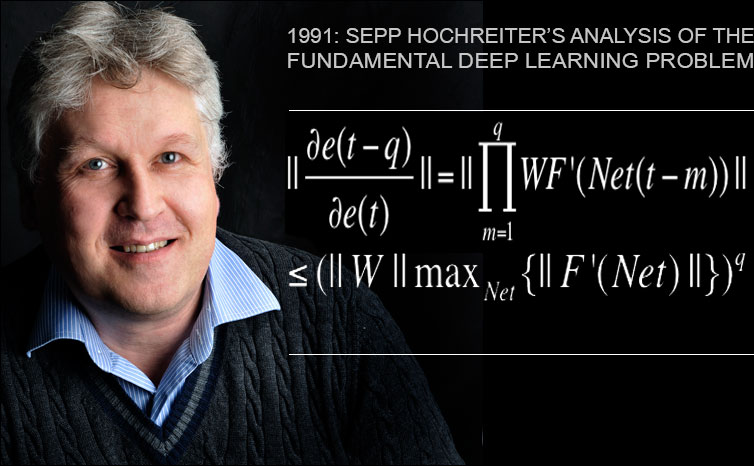 1991: SEPP HOCHREITER'S ANALYSIS OF THE
FUNDAMENTAL DEEP LEARNING PROBLEM
‖ ∂e(t−q) / ∂e(t) ‖ = ‖ ∏_{m=1}^{q} WF'(Net(t−m)) ‖
≤ (‖ W ‖ max_{Net} {‖ F'(Net) ‖})^q